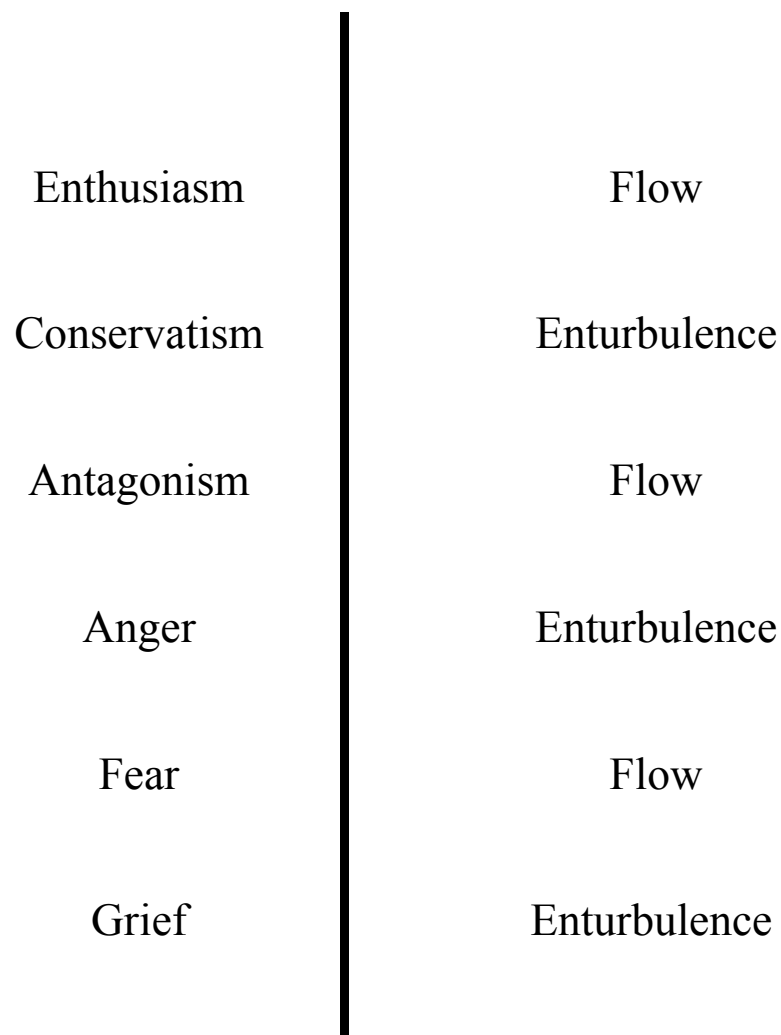 Enthusiasm Flow
Conservatism Enturbulence
Antagonism Flow
Anger Enturbulence
Fear Flow
Grief Enturbulence